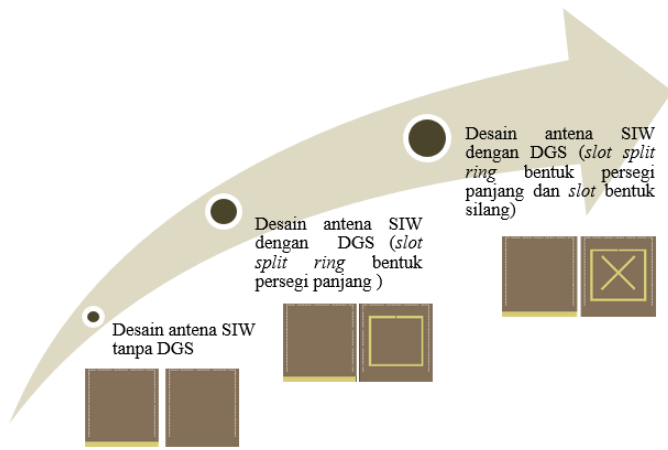 Desain antena SIW
dengan DGS (slot split
ring bentuk persegi
panjang dan slot bentuk
silang)
Desain antena SIW
dengan DGS (slot
split ring bentuk
persegi panjang )
Desain antena SIW
tanpa DGS